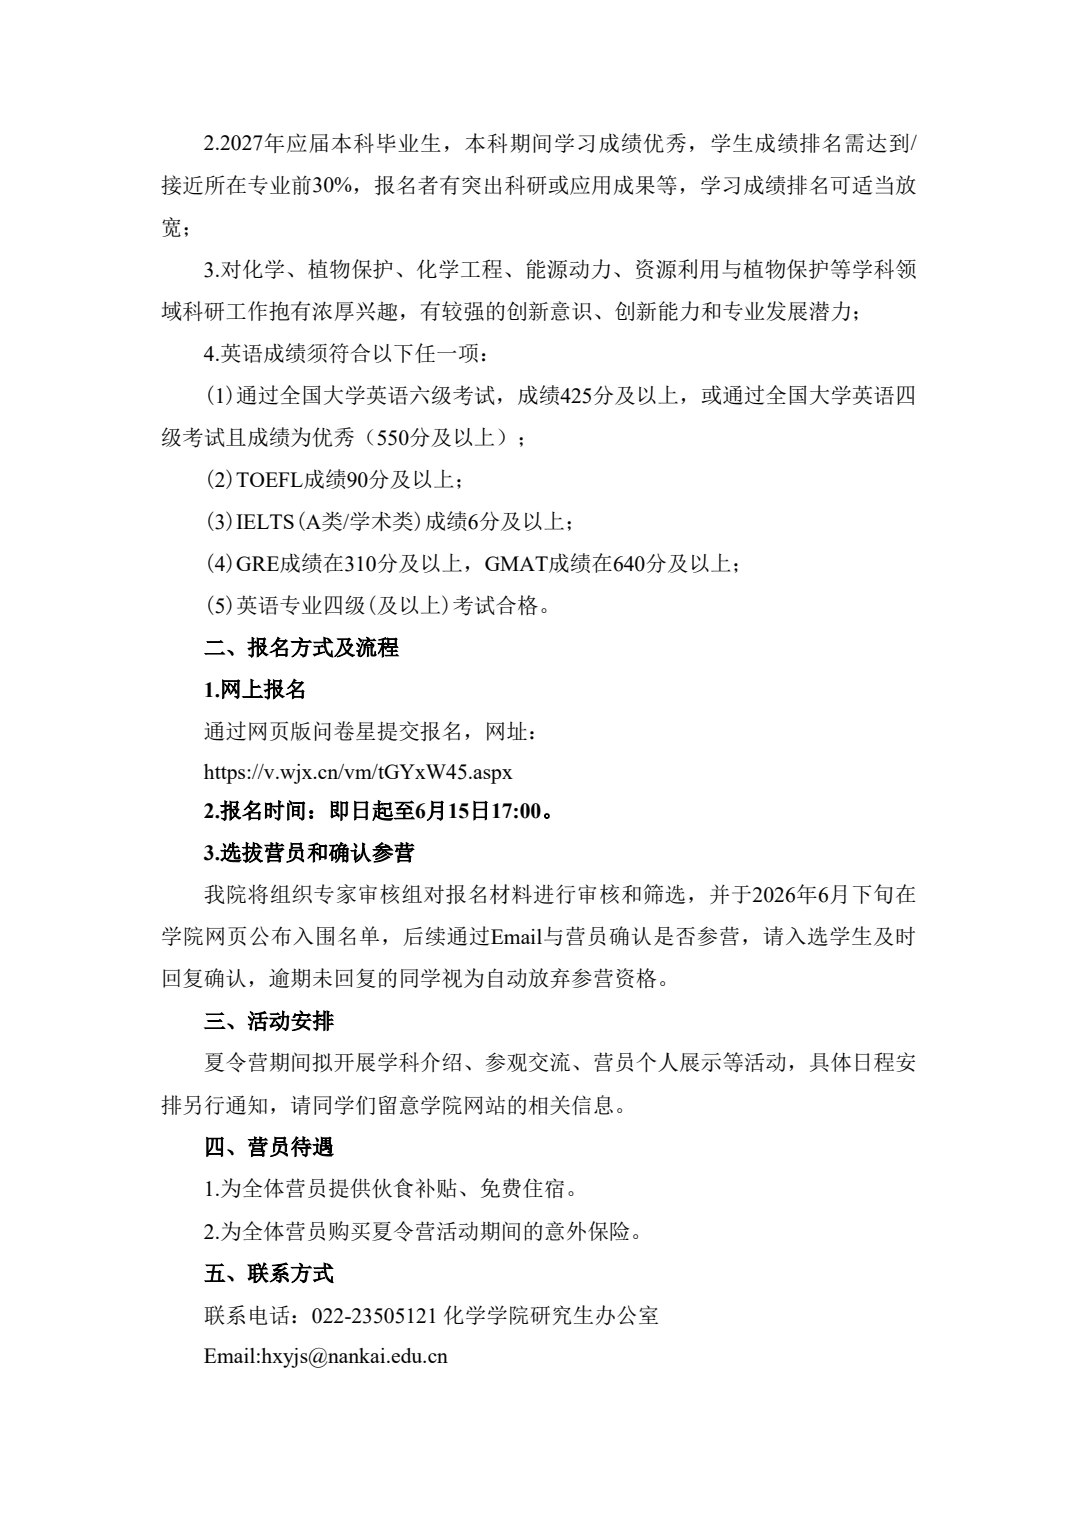 2.2027年应届本科毕业生，本科期间学习成绩优秀，学生成绩排名需达到/
接近所在专业前30%，报名者有突出科研或应用成果等，学习成绩排名可适当放
宽；
3.对化学、植物保护、化学工程、能源动力、资源利用与植物保护等学科领
域科研工作抱有浓厚兴趣，有较强的创新意识、创新能力和专业发展潜力；
4.英语成绩须符合以下任一项：
(1)通过全国大学英语六级考试，成绩425分及以上，或通过全国大学英语四
级考试且成绩为优秀（550分及以上）；
(2)TOEFL成绩90分及以上；
(3)IELTS(A类/学术类)成绩6分及以上；
(4)GRE成绩在310分及以上，GMAT成绩在640分及以上；
(5)英语专业四级(及以上)考试合格。
二、报名方式及流程
1.网上报名
通过网页版问卷星提交报名，网址：
https://v.wjx.cn/vm/tGYxW45.aspx
2.报名时间：即日起至6月15日17:00。
3.选拔营员和确认参营
我院将组织专家审核组对报名材料进行审核和筛选，并于2026年6月下旬在
学院网页公布入围名单，后续通过Email与营员确认是否参营，请入选学生及时
回复确认，逾期未回复的同学视为自动放弃参营资格。
三、活动安排
夏令营期间拟开展学科介绍、参观交流、营员个人展示等活动，具体日程安
排另行通知，请同学们留意学院网站的相关信息。
四、营员待遇
1.为全体营员提供伙食补贴、免费住宿。
2.为全体营员购买夏令营活动期间的意外保险。
五、联系方式
联系电话：022-23505121 化学学院研究生办公室
Email:hxyjs@nankai.edu.cn